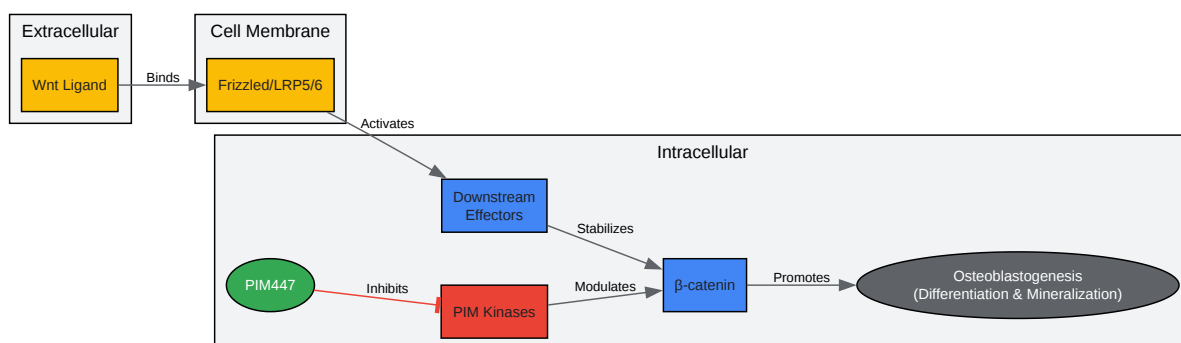 Extracellular
Cell Membrane
Wnt Ligand
Binds
Frizzled/LRP5/6
Activates
Intracellular
Downstream
Effectors
Stabilizes
PIM447
Inhibits
PIM Kinases
Modulates
β-catenin
Promotes
Osteoblastogenesis
(Differentiation & Mineralization)